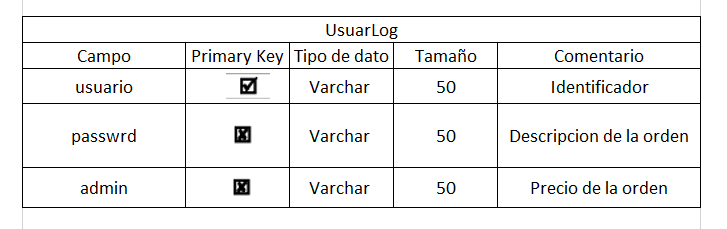 UsuarLog
Campo Primary Key Tipo de dato Tamaño Comentario
usuario Varchar 50 Identificador
passwrd Varchar 50 Descripcion de la orden
admin Varchar 50 Precio de la orden